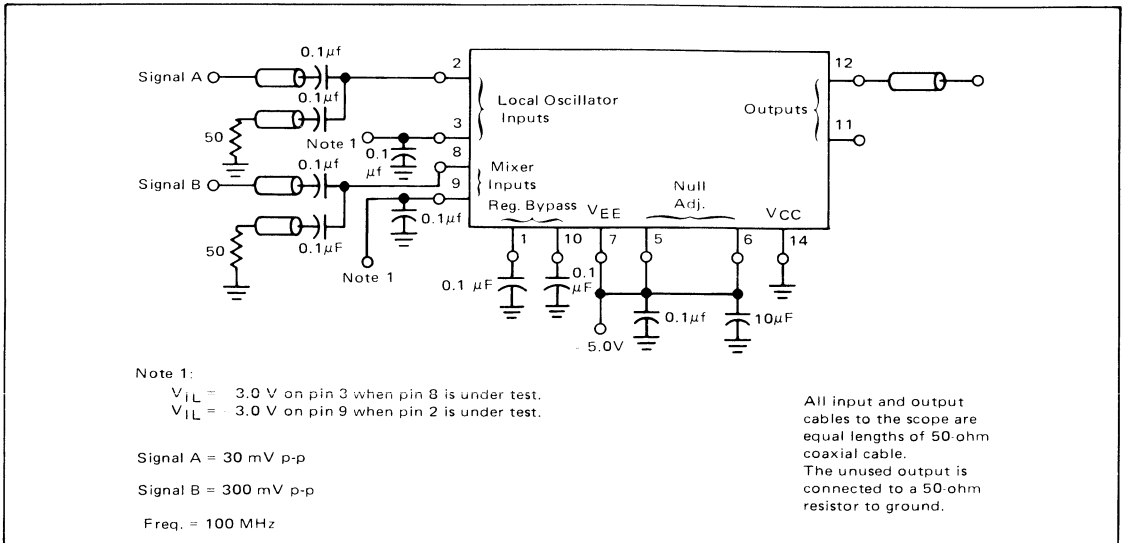 0.1μf
Signal A
0.1μf
50
2
Local Oscillator
Inputs
3
Note 1
0.1
μf
8
Mixer
Inputs
9
0.1μf
Signal B
0.1μF
50
0.1μf
Note 1
Reg. Bypass
VEE
Null
Adj.
VCC
1
10
7
5
6
14
12
Outputs
11
0.1 μF
0.1
μF
0.1μf
10μF
- 5.0V
Note 1:
ViL = 3.0 V on pin 3 when pin 8 is under test.
VIL = - 3.0 V on pin 9 when pin 2 is under test.
Signal A = 30 mV p-p
Signal B = 300 mV p-p
Freq. = 100 MHz
All input and output
cables to the scope are
equal lengths of 50-ohm
coaxial cable.
The unused output is
connected to a 50-ohm
resistor to ground.